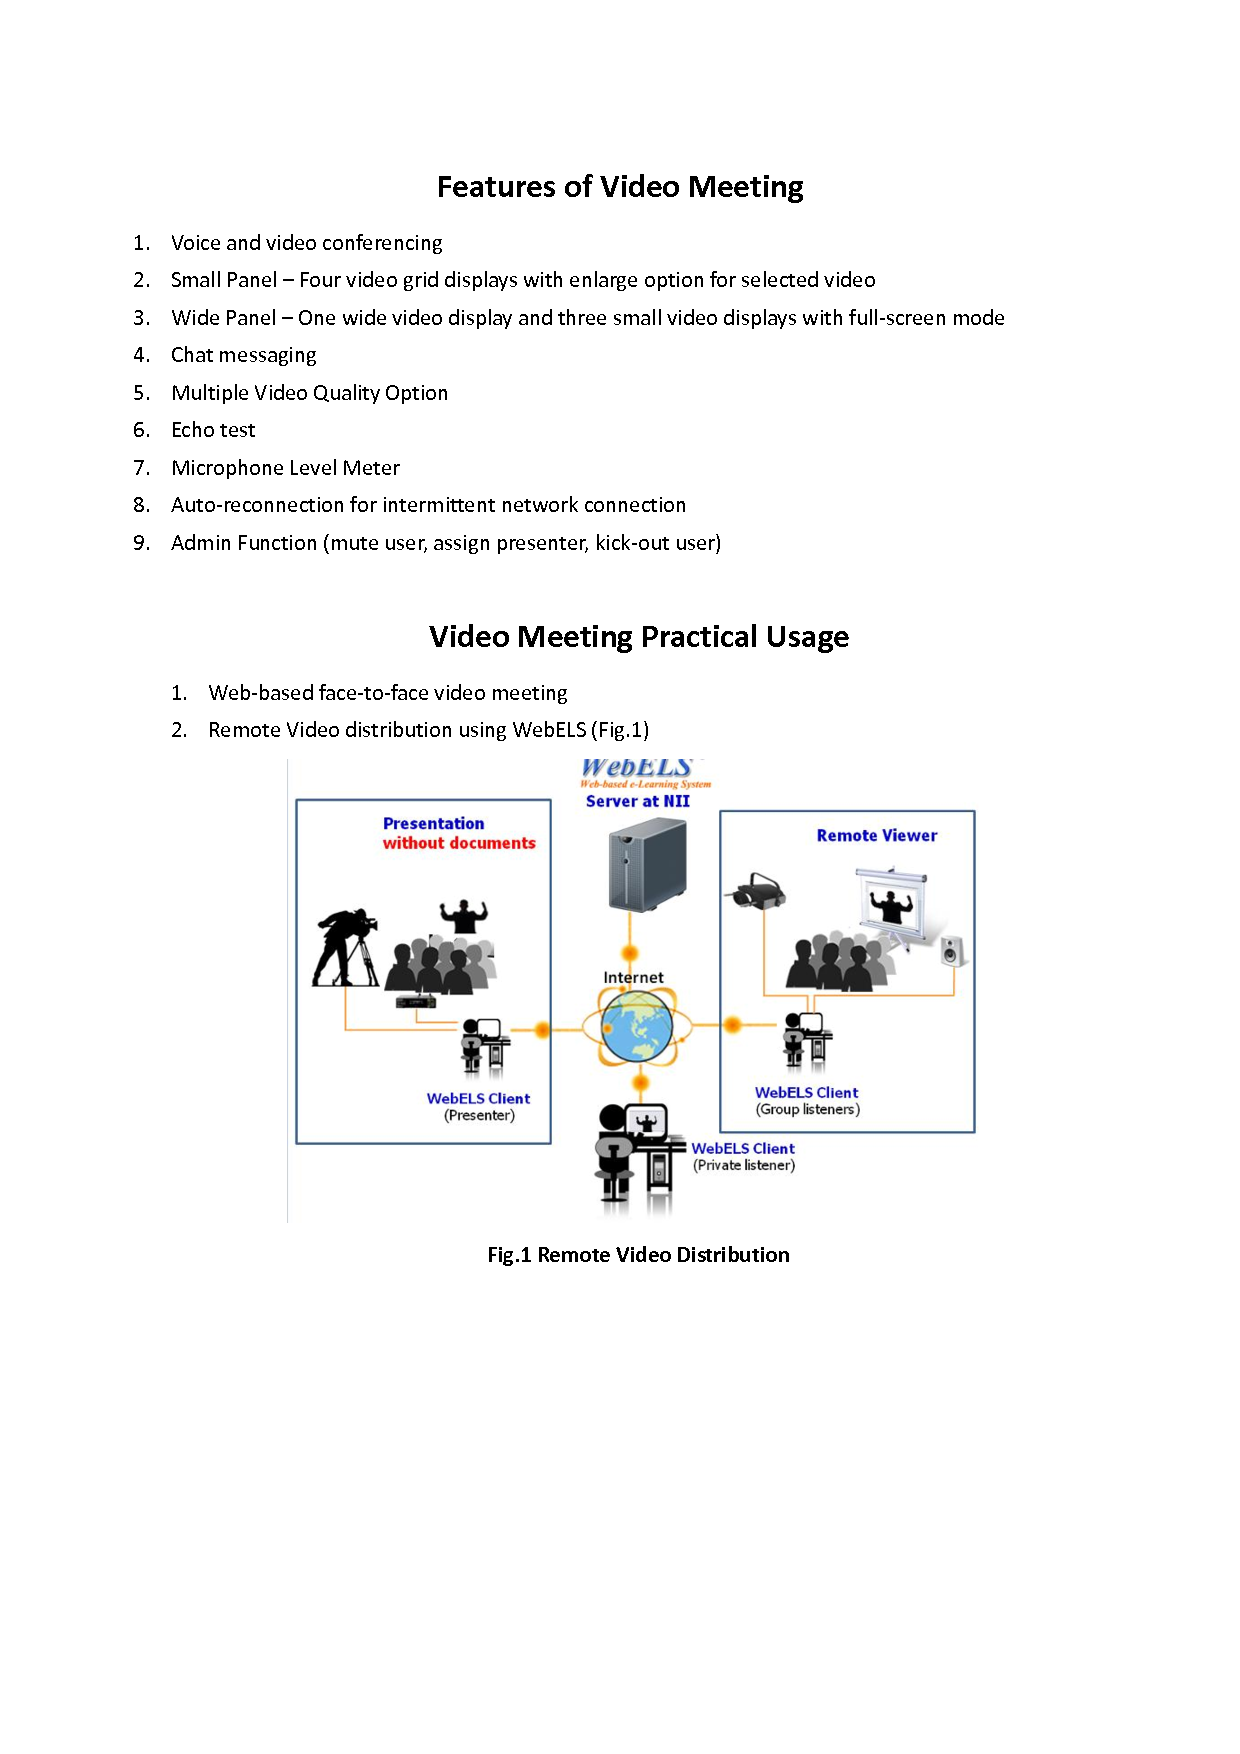 Features of Video Meeting
1. Voice and video conferencing
2. Small Panel – Four video grid displays with enlarge option for selected video
3. Wide Panel – One wide video display and three small video displays with full-screen mode
4. Chat messaging
5. Multiple Video Quality Option
6. Echo test
7. Microphone Level Meter
8. Auto-reconnection for intermittent network connection
9. Admin Function (mute user, assign presenter, kick-out user)
Video Meeting Practical Usage
1. Web-based face-to-face video meeting
2. Remote Video distribution using WebELS (Fig.1)
WebELS
Web-based e-Learning System
Server at NII
Presentation
without documents
Remote Viewer
Internet
WebELS Client
(Presenter)
WebELS Client
(Group listeners)
WebELS Client
(Private listener)
Fig.1 Remote Video Distribution